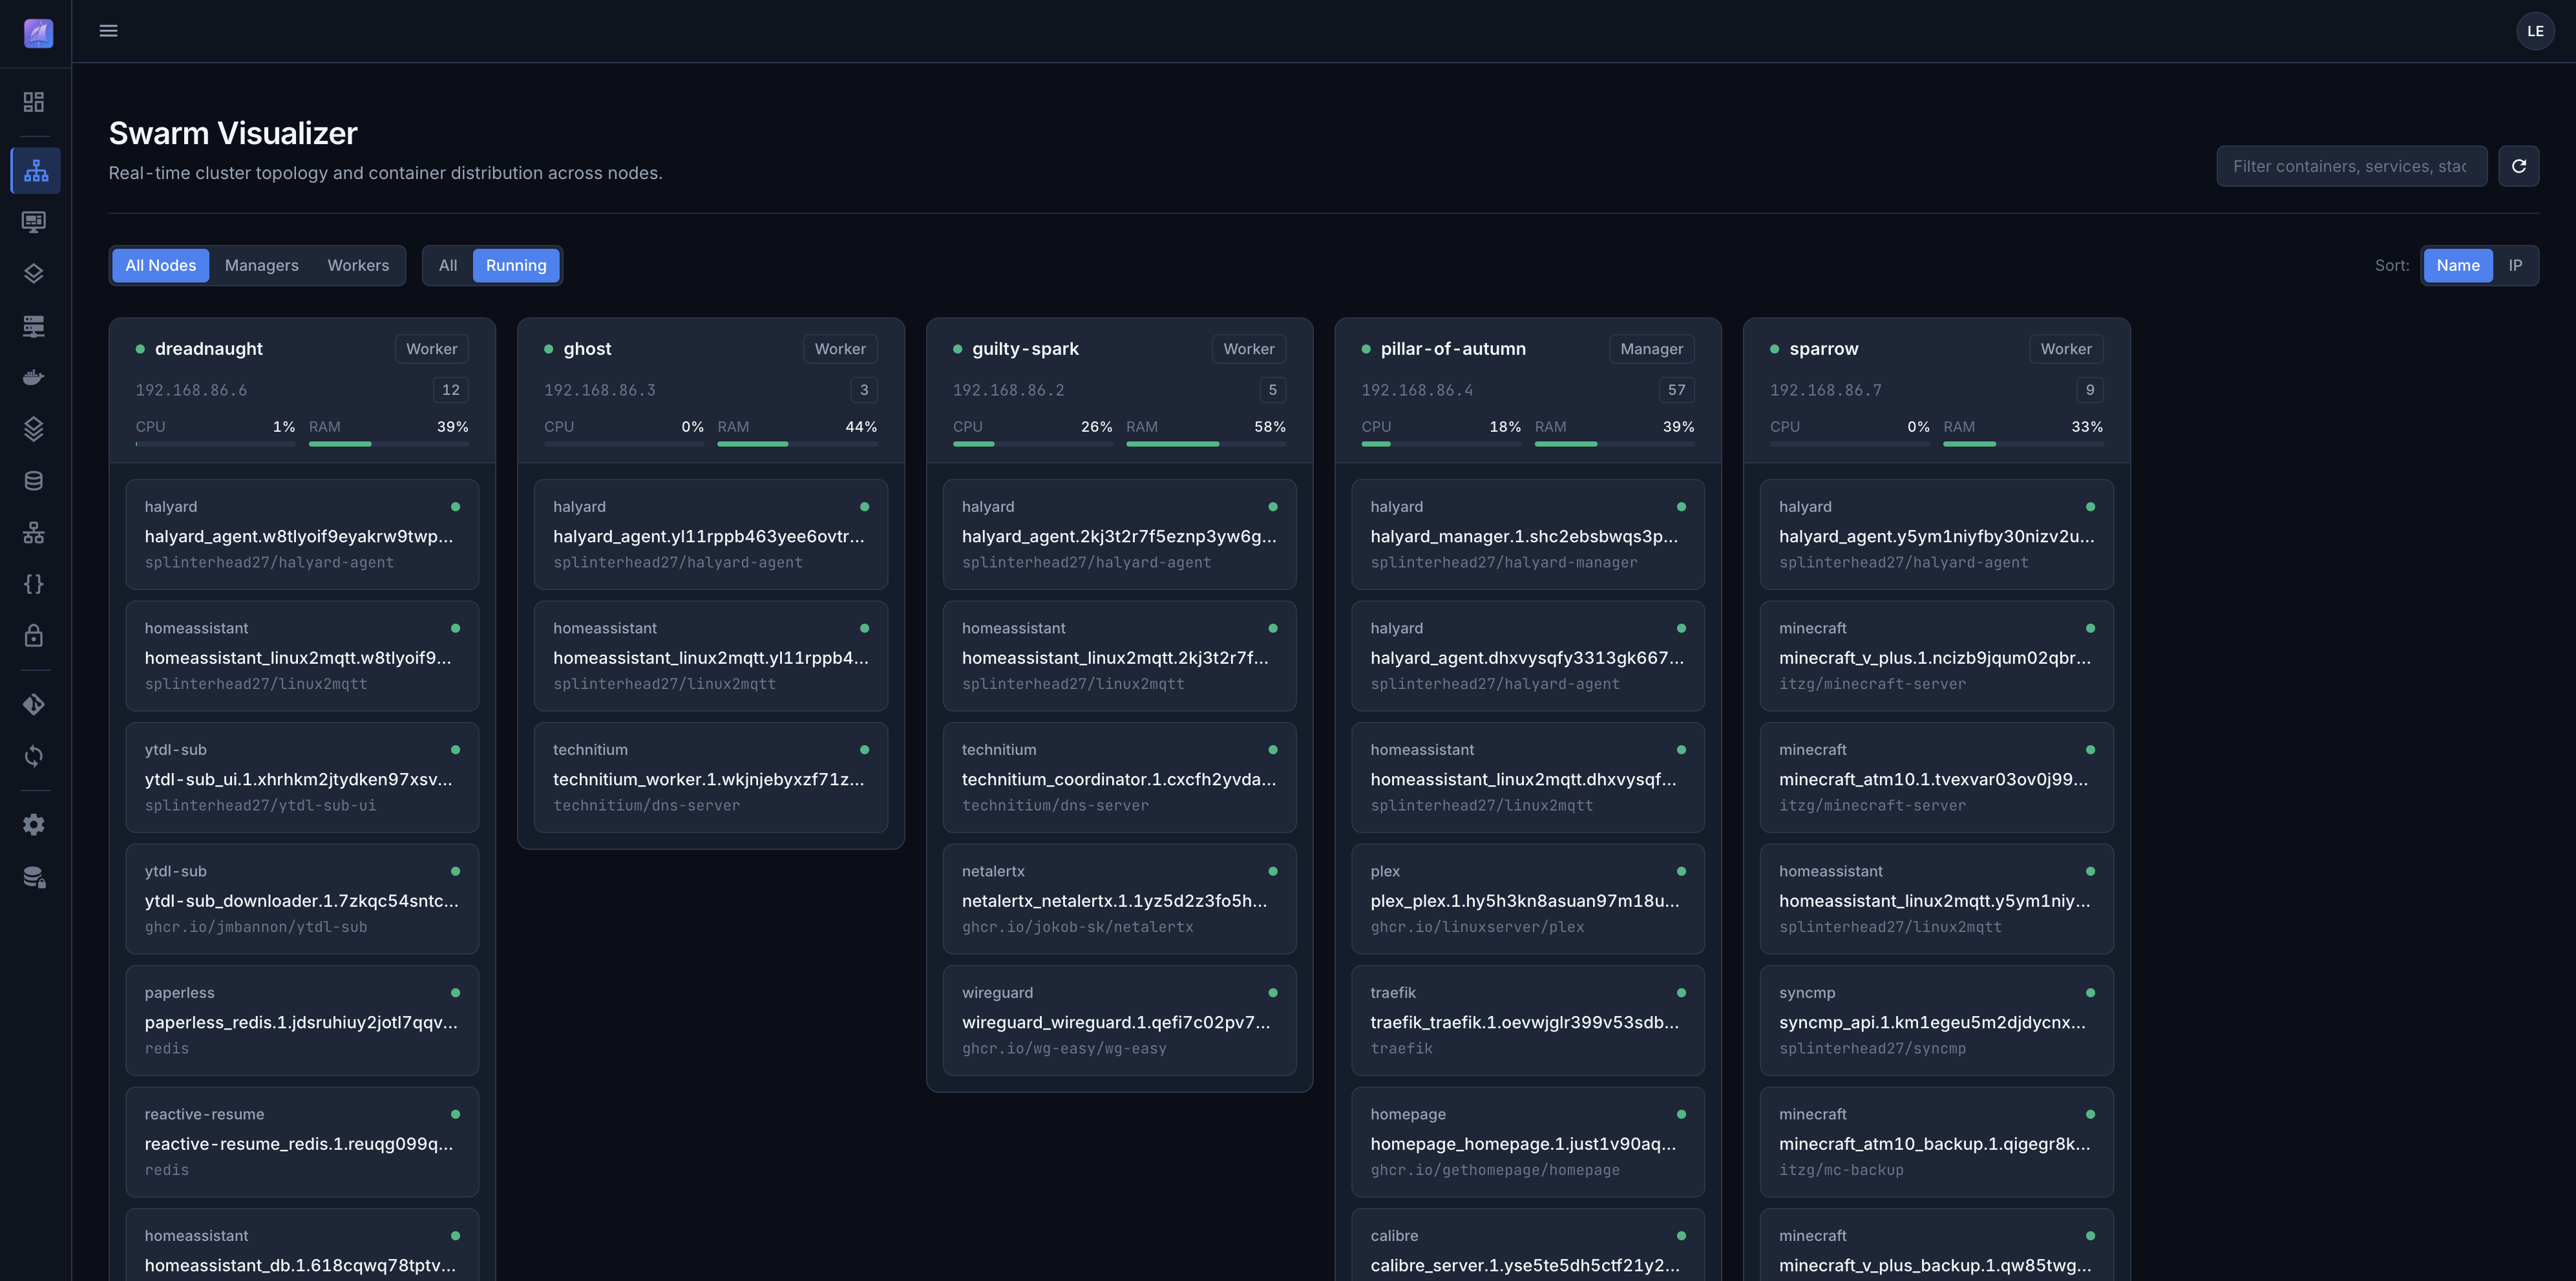 LE
Swarm Visualizer
Real-time cluster topology and container distribution across nodes.
Filter containers, services, stac
All Nodes Managers Workers All Running
Sort: Name IP
dreadnaught Worker
192.168.86.6 12
CPU 1% RAM 39%
halyard
halyard_agent.w8tlyoif9eyakrw9twp...
splinterhead27/halyard-agent
homeassistant
homeassistant_linux2mqtt.w8tlyoif9...
splinterhead27/linux2mqtt
ytdl-sub
ytdl-sub_ui.1.xhrhkm2jtydken97xsv...
splinterhead27/ytdl-sub-ui
ytdl-sub
ytdl-sub_downloader.1.7zkqc54sntc...
ghcr.io/jmbannon/ytdl-sub
paperless
paperless_redis.1.jdsruhiuy2jotl7qqv...
redis
reactive-resume
reactive-resume_redis.1.reuqg099q...
redis
homeassistant
homeassistant_db.1.618cqwq78tptv...
ghost Worker
192.168.86.3 3
CPU 0% RAM 44%
halyard
halyard_agent.yl11rppb463yee6ovtr...
splinterhead27/halyard-agent
homeassistant
homeassistant_linux2mqtt.yl11rppb4...
splinterhead27/linux2mqtt
technitium
technitium_worker.1.wkjnjebyxzf71z...
technitium/dns-server
guilty-spark Worker
192.168.86.2 5
CPU 26% RAM 58%
halyard
halyard_agent.2kj3t2r7f5eznp3yw6g...
splinterhead27/halyard-agent
homeassistant
homeassistant_linux2mqtt.2kj3t2r7f...
splinterhead27/linux2mqtt
technitium
technitium_coordinator.1.cxcfh2yvda...
technitium/dns-server
netalertx
netalertx_netalertx.1.1yz5d2z3fo5h...
ghcr.io/jokob-sk/netalertx
wireguard
wireguard_wireguard.1.qefi7c02pv7...
ghcr.io/wg-easy/wg-easy
pillar-of-autumn Manager
192.168.86.4 57
CPU 18% RAM 39%
halyard
halyard_manager.1.shc2ebsbwqs3p...
splinterhead27/halyard-manager
halyard
halyard_agent.dhxvysqfy3313gk667...
splinterhead27/halyard-agent
homeassistant
homeassistant_linux2mqtt.dhxvysqf...
splinterhead27/linux2mqtt
plex
plex_plex.1.hy5h3kn8asuan97m18u...
ghcr.io/linuxserver/plex
traefik
traefik_traefik.1.oevwjglr399v53sdb...
traefik
homepage
homepage_homepage.1.just1v90aq...
ghcr.io/gethomepage/homepage
calibre
calibre_server.1.yse5te5dh5ctf21y2...
sparrow Worker
192.168.86.7 9
CPU 0% RAM 33%
halyard
halyard_agent.y5ym1niyfby30nizv2u...
splinterhead27/halyard-agent
minecraft
minecraft_v_plus.1.ncizb9jqum02qbr...
itzg/minecraft-server
minecraft
minecraft_atm10.1.tvexvar03ov0j99...
itzg/minecraft-server
homeassistant
homeassistant_linux2mqtt.y5ym1niy...
splinterhead27/linux2mqtt
syncmp
syncmp_api.1.km1egeu5m2djdycnx...
splinterhead27/syncmp
minecraft
minecraft_atm10_backup.1.qigegr8k...
itzg/mc-backup
minecraft
minecraft_v_plus_backup.1.qw85twg...